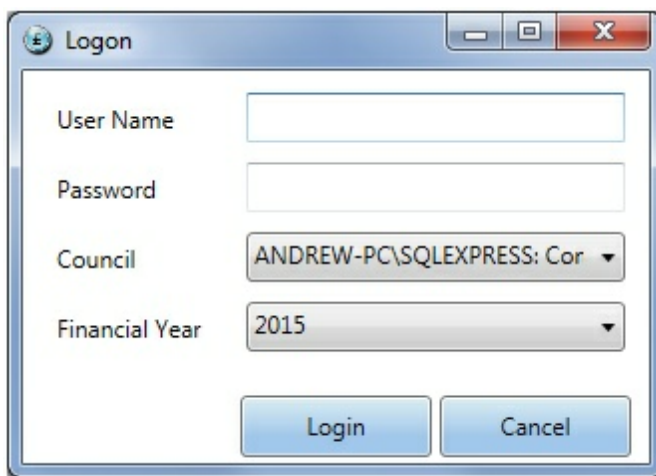 Logon
User Name
Password
Council ANDREW-PC\SQLEXPRESS: Cor
Financial Year 2015
Login Cancel